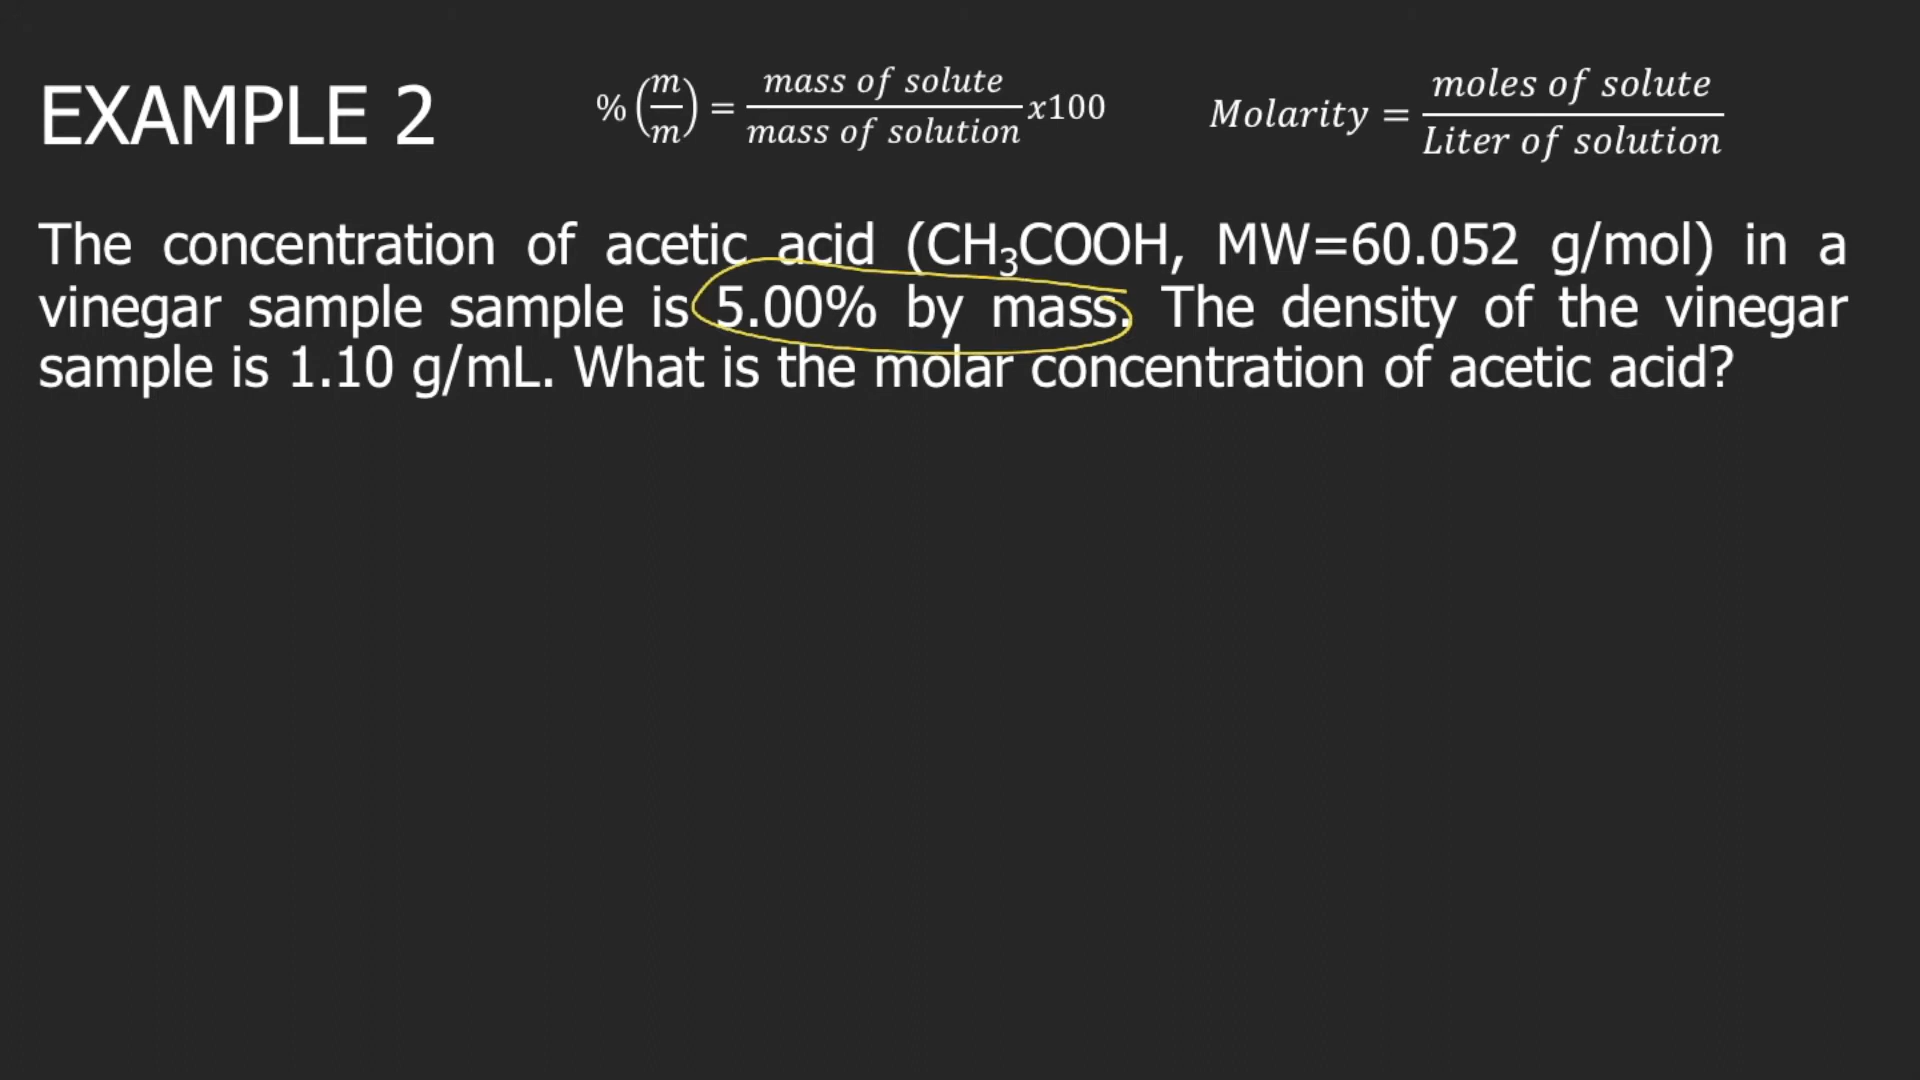 EXAMPLE 2
% (m/m) = mass of solute / mass of solution x100
Molarity = moles of solute / Liter of solution
The concentration of acetic acid (CH₃COOH, MW=60.052 g/mol) in a
vinegar sample sample is 5.00% by mass. The density of the vinegar
sample is 1.10 g/mL. What is the molar concentration of acetic acid?